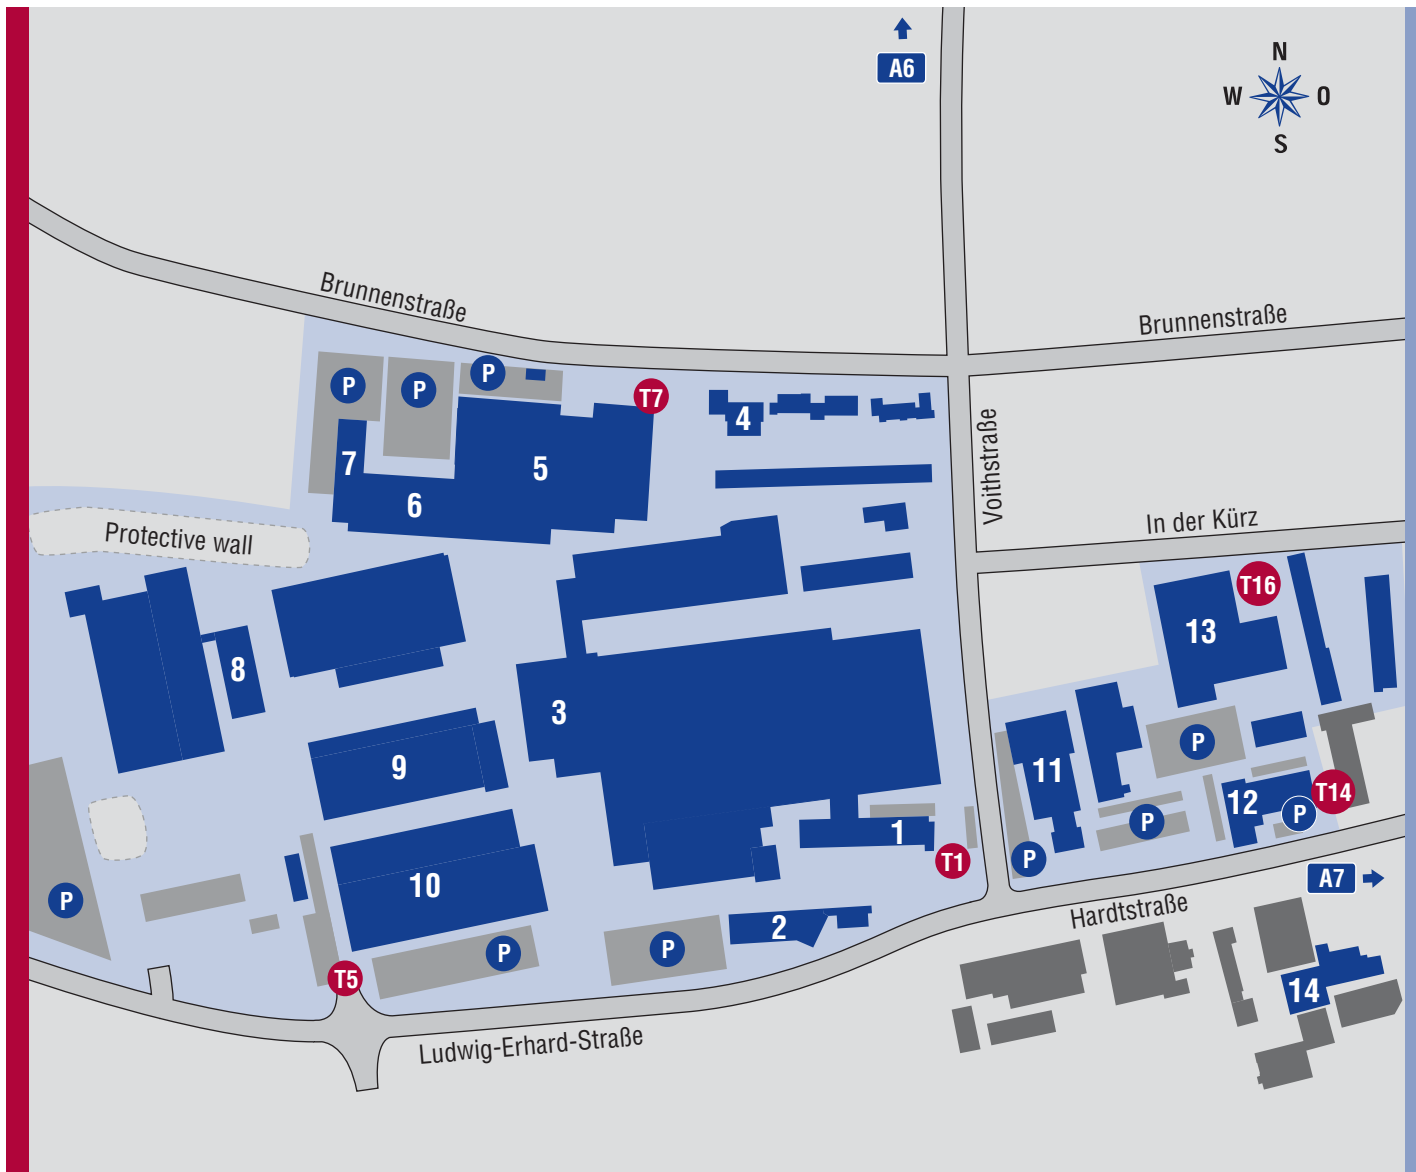 A6
N
W O
S
Brunnenstraße
Brunnenstraße
P
P
P
T7
4
Voithstraße
7
5
6
In der Kürz
Protective wall
T16
13
8
3
P
11
9
T14
12
P
P
1
P
T1
A7
10
P
Hardtstraße
2
P
P
T5
14
Ludwig-Erhard-Straße